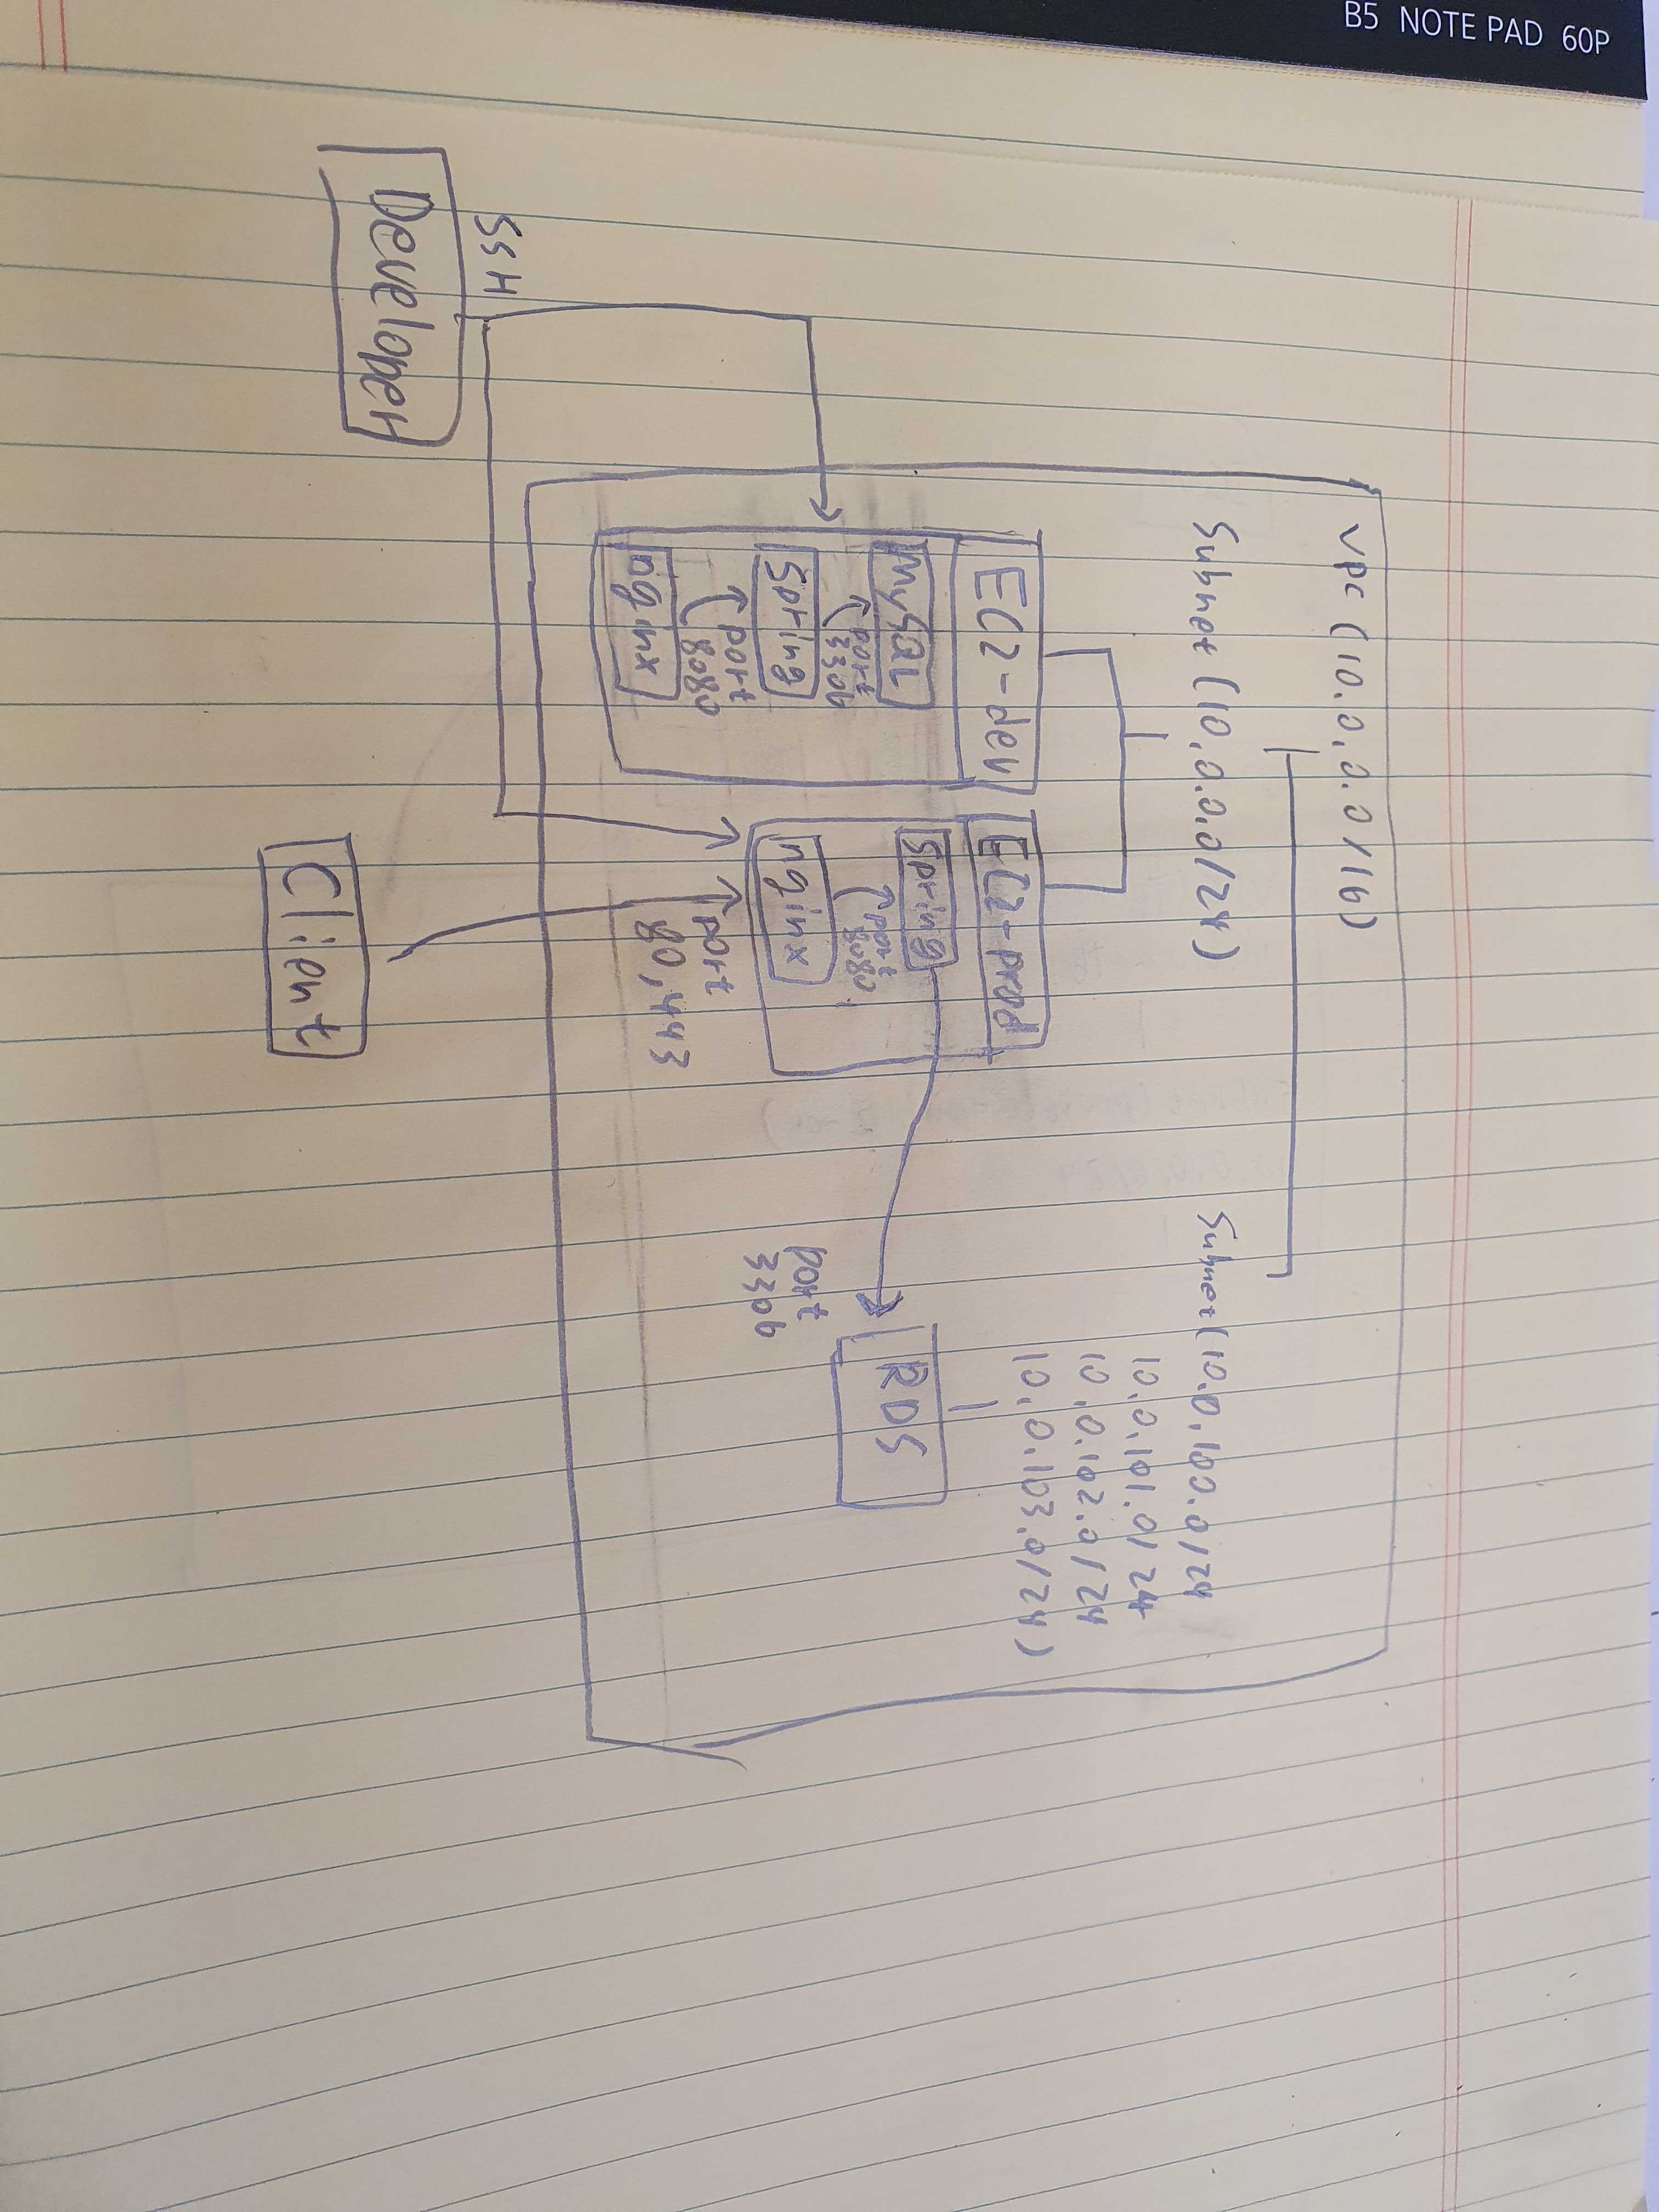 B5 NOTE PAD 60P
VPC (10.0.0.0/16)
Subnet (10.0.0.0/24)
Subnet (10.0.100.0/24
10.0.101.0/24
10.0.102.0/24
10.0.103.0/24)
EC2-dev
MySQL
port
3306
Spring
port
8080
nginx
EC2-prod
Spring
port
8080
nginx
port
80,443
RDS
port
3306
SSH
Developer
Client